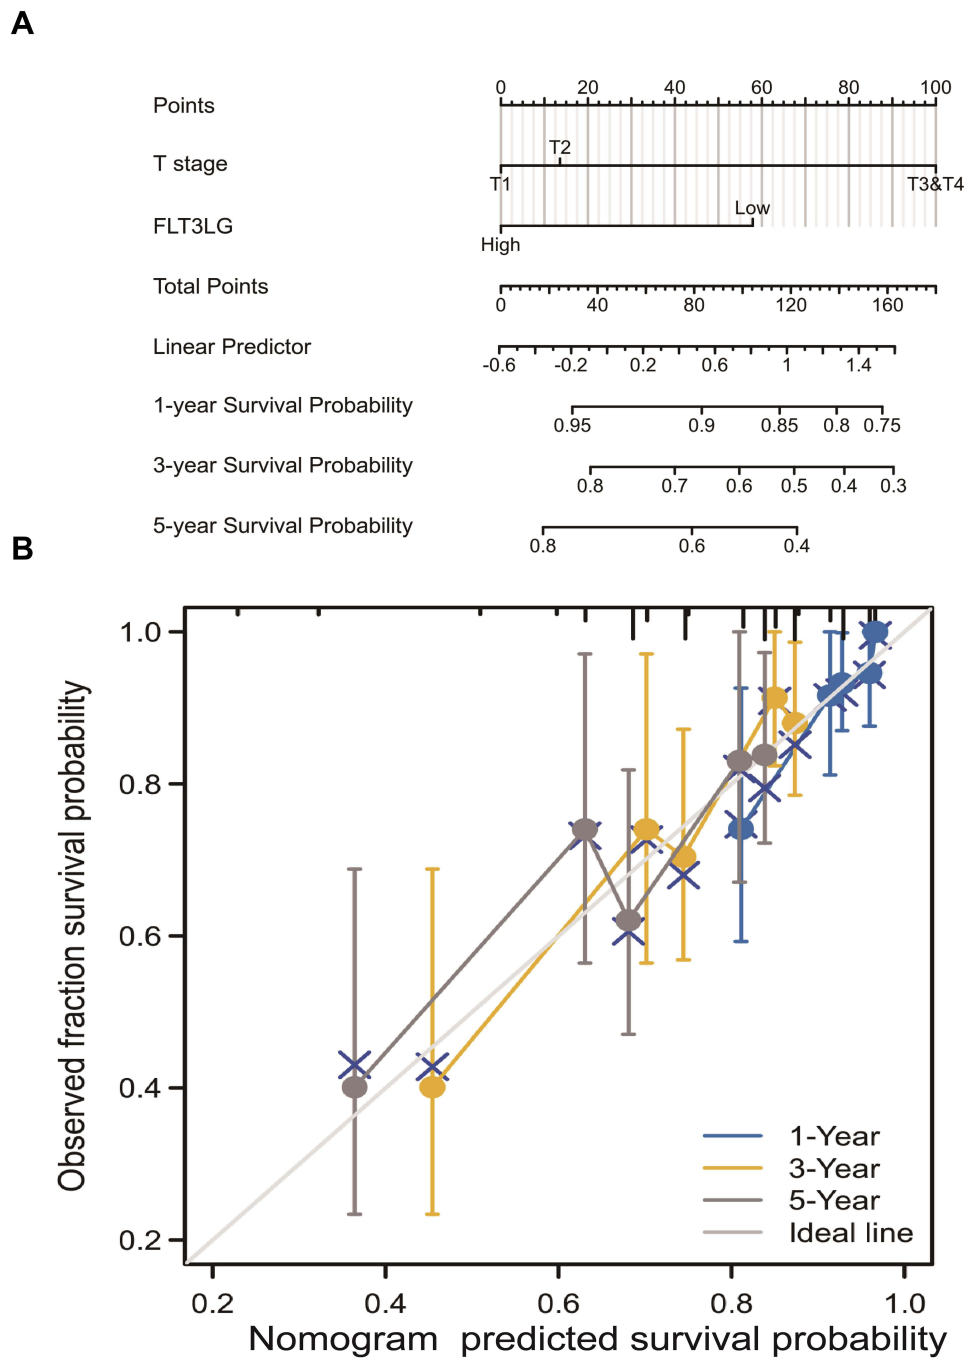 A
0 20 40 60 80 100
Points
T2
T stage
T1 T3&T4
Low
FLT3LG
High
Total Points
0 40 80 120 160
Linear Predictor
-0.6 -0.2 0.2 0.6 1 1.4
1-year Survival Probability
0.95 0.9 0.85 0.8 0.75
3-year Survival Probability
0.8 0.7 0.6 0.5 0.4 0.3
5-year Survival Probability
0.8 0.6 0.4
B
1.0
0.8
0.6
0.4
0.2
Observed fraction survival probability
1-Year
3-Year
5-Year
Ideal line
0.2 0.4 0.6 0.8 1.0
Nomogram predicted survival probability